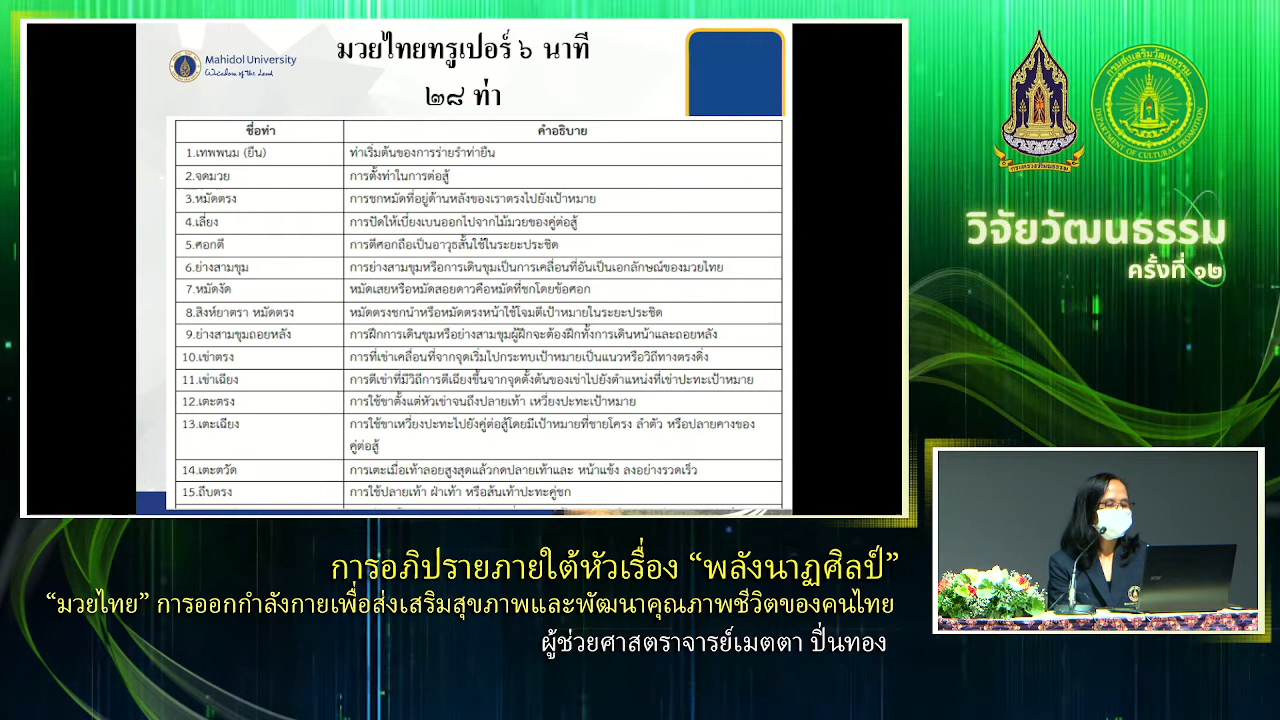 Mahidol University
Wisdom of the Land
มวยไทยทรูเปอร์ ๖ นาที
๒๘ ท่า
ชื่อท่า คำอธิบาย
1.เทพพนม (ยืน) ท่าเริ่มต้นของการร่ายรำท่ายืน
2.จดมวย การตั้งท่าในการต่อสู้
3.หมัดตรง การชกหมัดที่อยู่ด้านหลังของเราตรงไปยังเป้าหมาย
4.เลี่ยง การปัดให้เบี่ยงเบนออกไปจากไม้มวยของคู่ต่อสู้
5.ศอกตี การตีศอกถือเป็นอาวุธสั้นใช้ในระยะประชิด
6.ย่างสามขุม การย่างสามขุมหรือการเดินขุมเป็นการเคลื่อนที่อันเป็นเอกลักษณ์ของมวยไทย
7.หมัดงัด หมัดเสยหรือหมัดสอยดาวคือหมัดที่ชกโดยข้อศอก
8.สิงห์ยาตรา หมัดตรง หมัดตรงชกนำหรือหมัดตรงหน้าใช้โจมตีเป้าหมายในระยะประชิด
9.ย่างสามขุมถอยหลัง การฝึกการเดินขุมหรือย่างสามขุมผู้ฝึกจะต้องฝึกทั้งการเดินหน้าและถอยหลัง
10.เข่าตรง การที่เข่าเคลื่อนที่จากจุดเริ่มไปกระทบเป้าหมายเป็นแนวหรือวิถีทางตรงดิ่ง
11.เข่าเฉียง การตีเข่าที่มีวิถีการตีเฉียงขึ้นจากจุดตั้งต้นของเข่าไปยังตำแหน่งที่เข่าปะทะเป้าหมาย
12.เตะตรง การใช้ขาตั้งแต่หัวเข่าจนถึงปลายเท้า เหวี่ยงปะทะเป้าหมาย
13.เตะเฉียง การใช้ขาเหวี่ยงปะทะไปยังคู่ต่อสู้โดยมีเป้าหมายที่ชายโครง ลำตัว หรือปลายคางของ
คู่ต่อสู้
14.เตะตวัด การเตะเมื่อเท้าลอยสูงสุดแล้วกดปลายเท้าและ หน้าแข้ง ลงอย่างรวดเร็ว
15.ถีบตรง การใช้ปลายเท้า ฝ่าเท้า หรือส้นเท้าปะทะคู่ชก
กระทรวงวัฒนธรรม
กรมส่งเสริมวัฒนธรรม
DEPARTMENT OF CULTURAL PROMOTION
วิจัยวัฒนธรรม
ครั้งที่ ๑๒
การอภิปรายภายใต้หัวเรื่อง “พลังนาฏศิลป์”
“มวยไทย” การออกกำลังกายเพื่อส่งเสริมสุขภาพและพัฒนาคุณภาพชีวิตของคนไทย
ผู้ช่วยศาสตราจารย์เมตตา ปิ่นทอง
acer